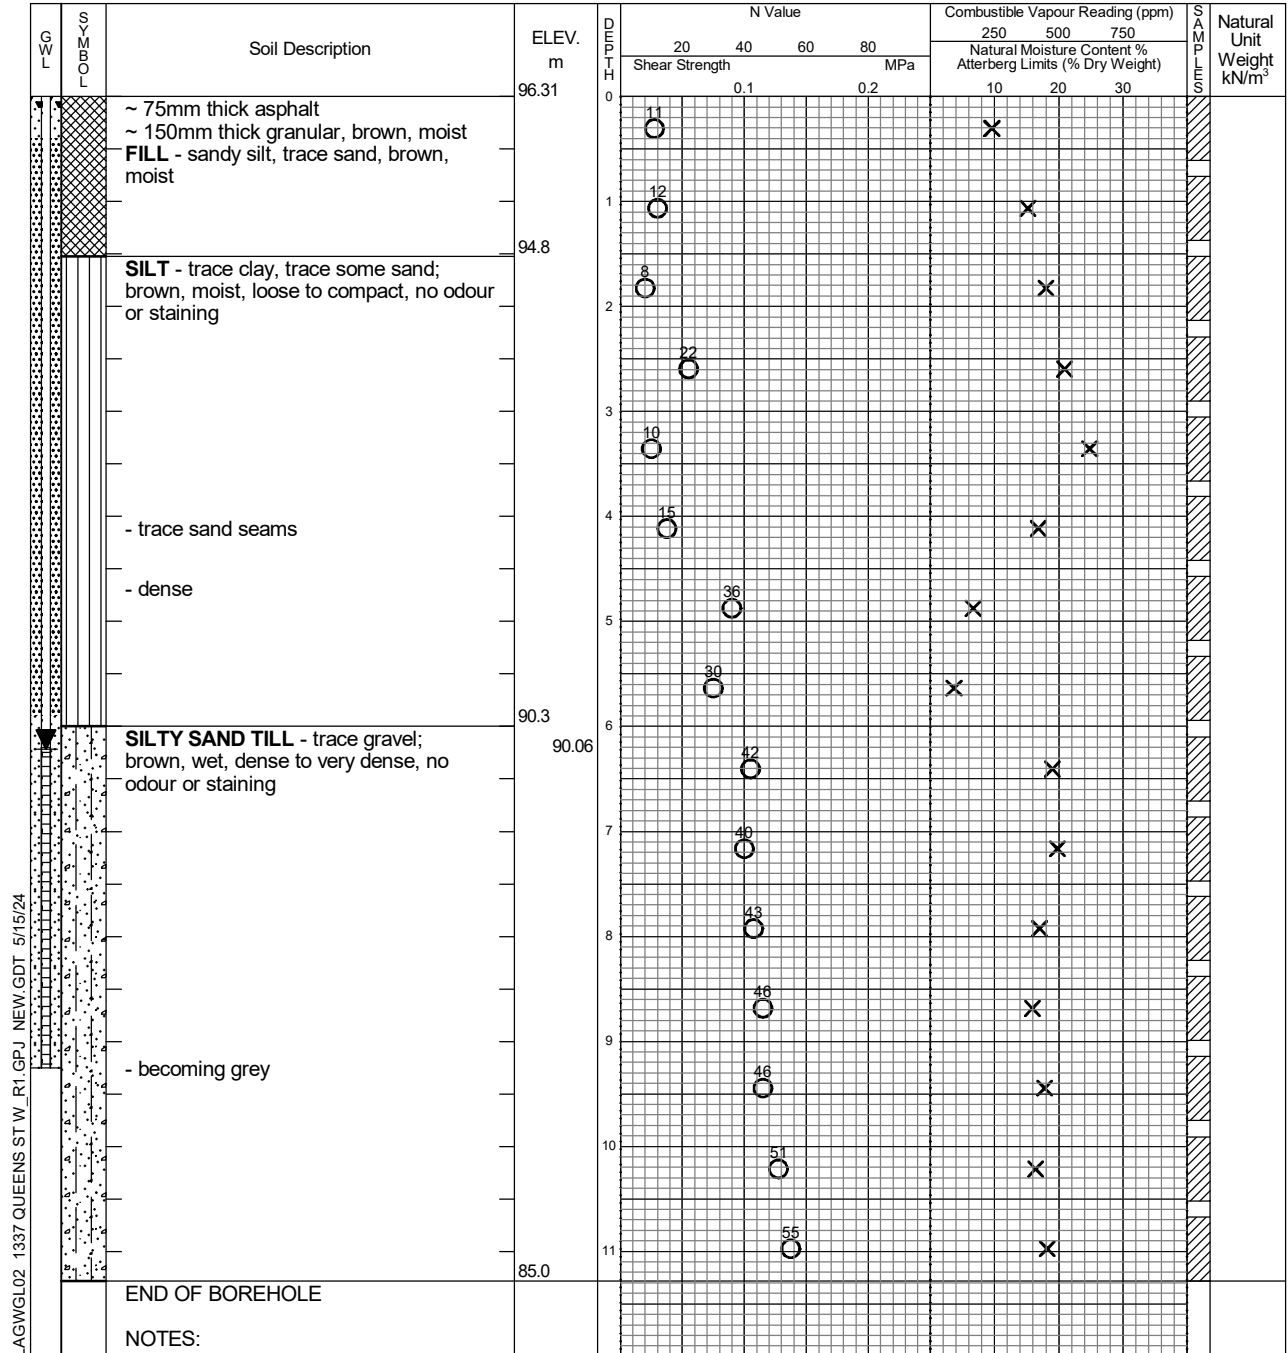 GWL
SYMBOL
Soil Description
ELEV.
m
DEPTH
N Value
20 40 60 80
Shear Strength MPa
0.1 0.2
Combustible Vapour Reading (ppm)
250 500 750
Natural Moisture Content %
Atterberg Limits (% Dry Weight)
10 20 30
SAMPLES
Natural
Unit
Weight
kN/m³
96.31
0
~ 75mm thick asphalt
~ 150mm thick granular, brown, moist
FILL - sandy silt, trace sand, brown,
moist
11
12
1
94.8
SILT - trace clay, trace some sand;
brown, moist, loose to compact, no odour
or staining
8
2
22
3
10
4
15
- trace sand seams
- dense
36
5
30
90.3
6
SILTY SAND TILL - trace gravel;
brown, wet, dense to very dense, no
odour or staining
90.06
42
7
40
43
8
46
9
- becoming grey
46
10
51
55
11
85.0
END OF BOREHOLE
NOTES:
AGWGL02 1337 QUEENS ST W_R1.GPJ NEW.GDT 5/15/24